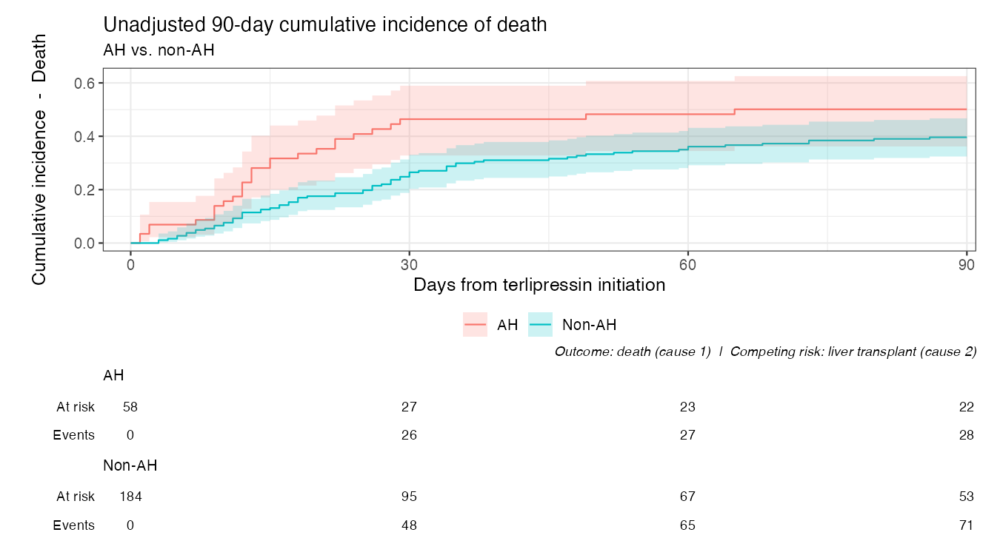 Unadjusted 90-day cumulative incidence of death
AH vs. non-AH
Cumulative incidence - Death
0.6
0.4
0.2
0.0
0 30 60 90
Days from terlipressin initiation
AH Non-AH
Outcome: death (cause 1) | Competing risk: liver transplant (cause 2)
AH
At risk 58 27 23 22
Events 0 26 27 28
Non-AH
At risk 184 95 67 53
Events 0 48 65 71